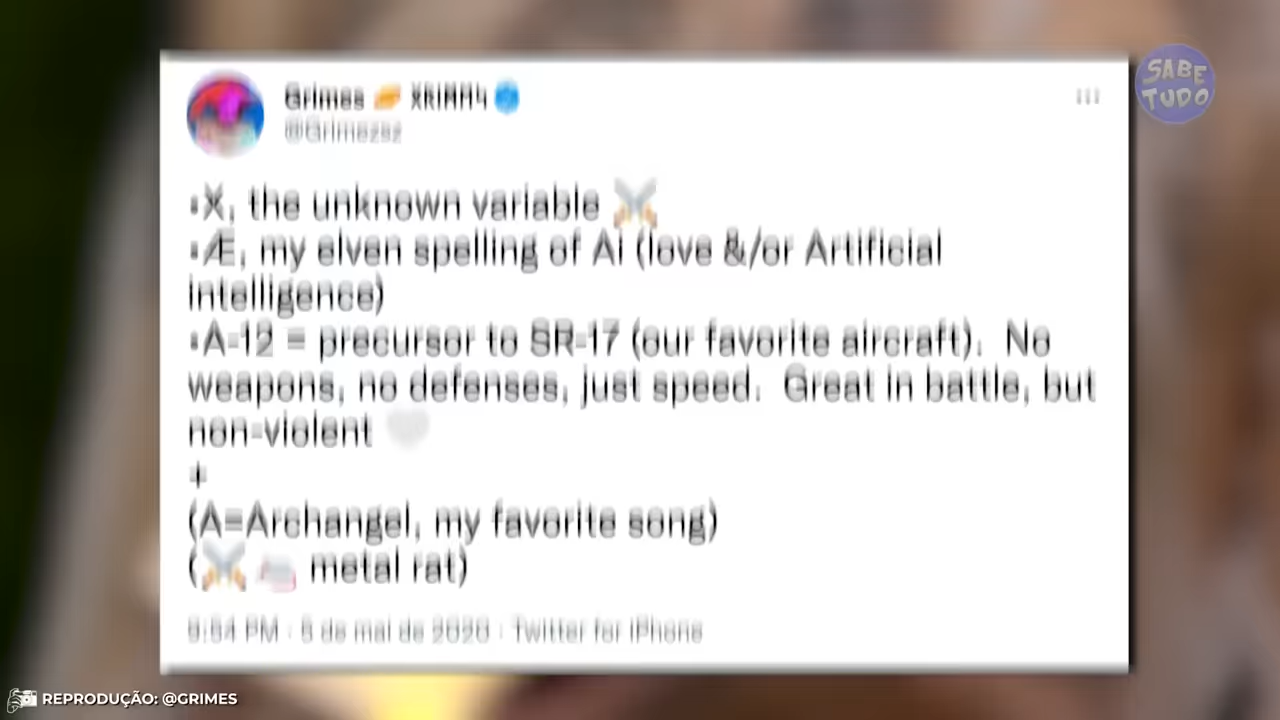 Grimes
@Grimezsz
SABE
TUDO
•X, the unknown variable ⚔️
•Æ, my elven spelling of Ai (love &/or Artificial
intelligence)
•A-12 = precursor to SR-17 (our favorite aircraft). No
weapons, no defenses, just speed. Great in battle, but
non-violent 🤍
+
(A=Archangel, my favorite song)
(⚔️🐁 metal rat)
9:54 PM · 5 de mai de 2020 · Twitter for iPhone
REPRODUÇÃO: @GRIMES